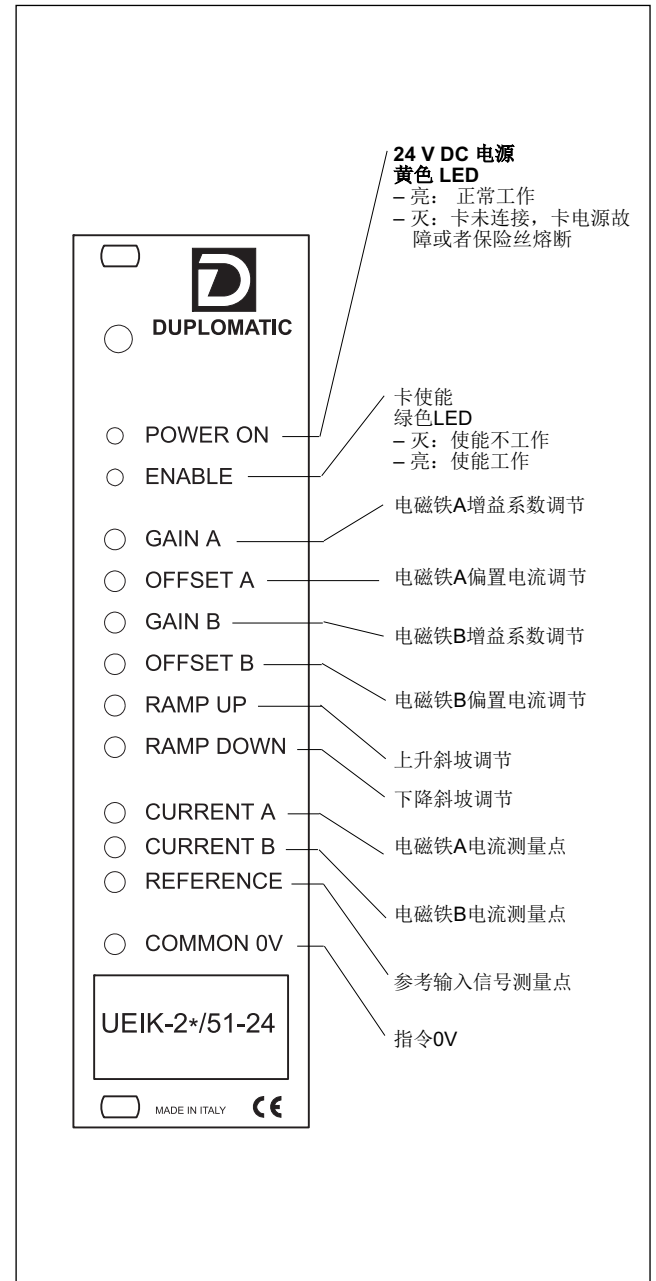 24 V DC 电源
黄色 LED
– 亮： 正常工作
– 灭：卡未连接，卡电源故
障或者保险丝熔断
DUPLOMATIC
卡使能
绿色LED
– 灭：使能不工作
– 亮：使能工作
POWER ON
ENABLE
GAIN A
电磁铁A增益系数调节
OFFSET A
电磁铁A偏置电流调节
GAIN B
电磁铁B增益系数调节
OFFSET B
电磁铁B偏置电流调节
RAMP UP
上升斜坡调节
RAMP DOWN
下降斜坡调节
CURRENT A
电磁铁A电流测量点
CURRENT B
电磁铁B电流测量点
REFERENCE
参考输入信号测量点
COMMON 0V
指令0V
UEIK-2*/51-24
MADE IN ITALY CE